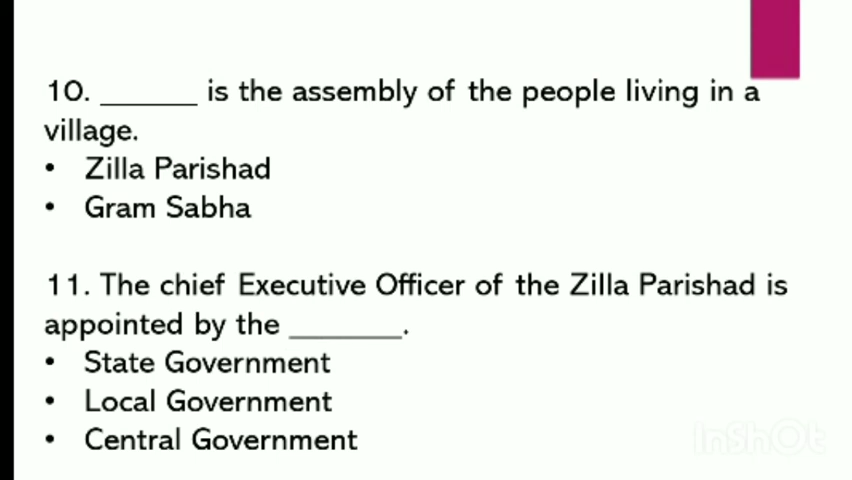 10. ______ is the assembly of the people living in a
village.
• Zilla Parishad
• Gram Sabha
11. The chief Executive Officer of the Zilla Parishad is
appointed by the _______.
• State Government
• Local Government
• Central Government
InShOt